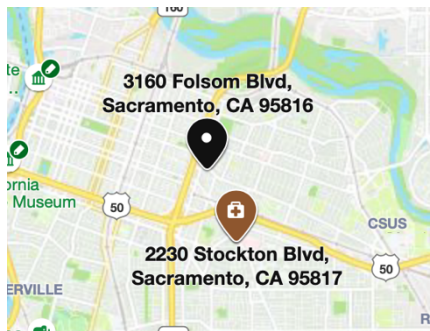 160
te
3160 Folsom Blvd,
Sacramento, CA 95816
ornia
Museum
50
CSUS
2230 Stockton Blvd,
Sacramento, CA 95817
50
ERVILLE
R